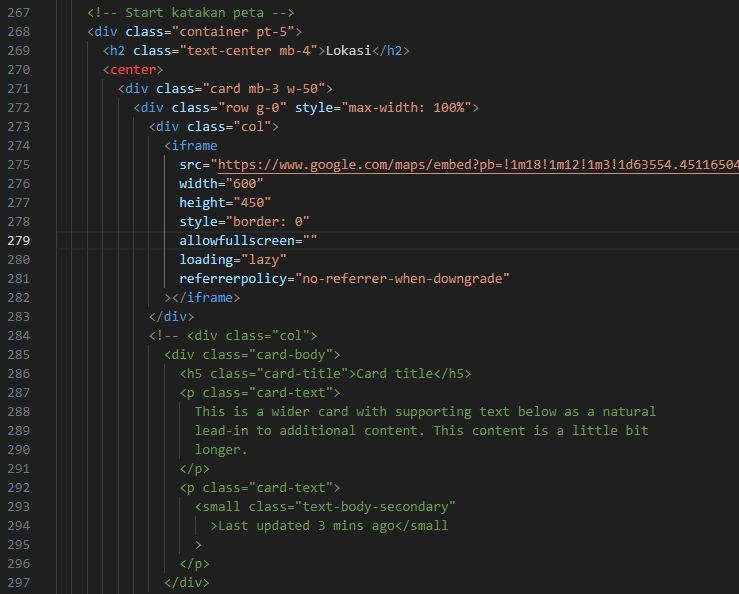 267 <!-- Start katakan peta -->
268 <div class="container pt-5">
269 <h2 class="text-center mb-4">Lokasi</h2>
270 <center>
271 <div class="card mb-3 w-50">
272 <div class="row g-0" style="max-width: 100%">
273 <div class="col">
274 <iframe
275 src="https://www.google.com/maps/embed?pb=!1m18!1m12!1m3!1d63554.45116504
276 width="600"
277 height="450"
278 style="border: 0"
279 allowfullscreen=""
280 loading="lazy"
281 referrerpolicy="no-referrer-when-downgrade"
282 ></iframe>
283 </div>
284 <!-- <div class="col">
285 <div class="card-body">
286 <h5 class="card-title">Card title</h5>
287 <p class="card-text">
288 This is a wider card with supporting text below as a natural
289 lead-in to additional content. This content is a little bit
290 longer.
291 </p>
292 <p class="card-text">
293 <small class="text-body-secondary"
294 >Last updated 3 mins ago</small
295 >
296 </p>
297 </div>